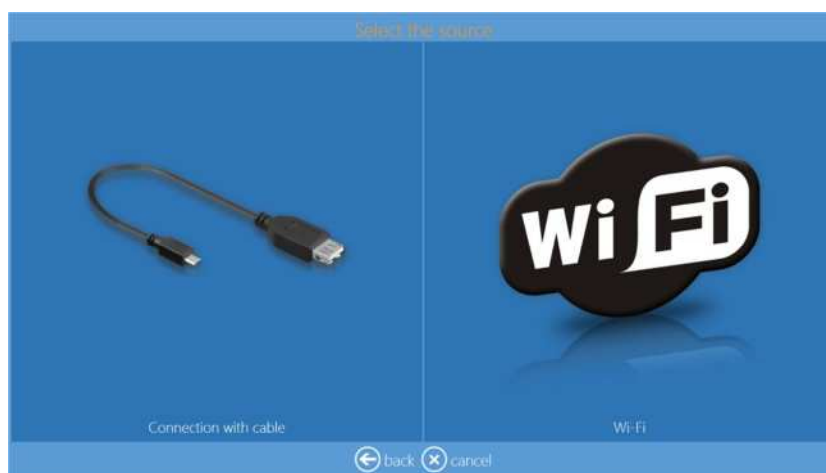 Select the source
Wi Fi
Connection with cable
Wi-Fi
back cancel